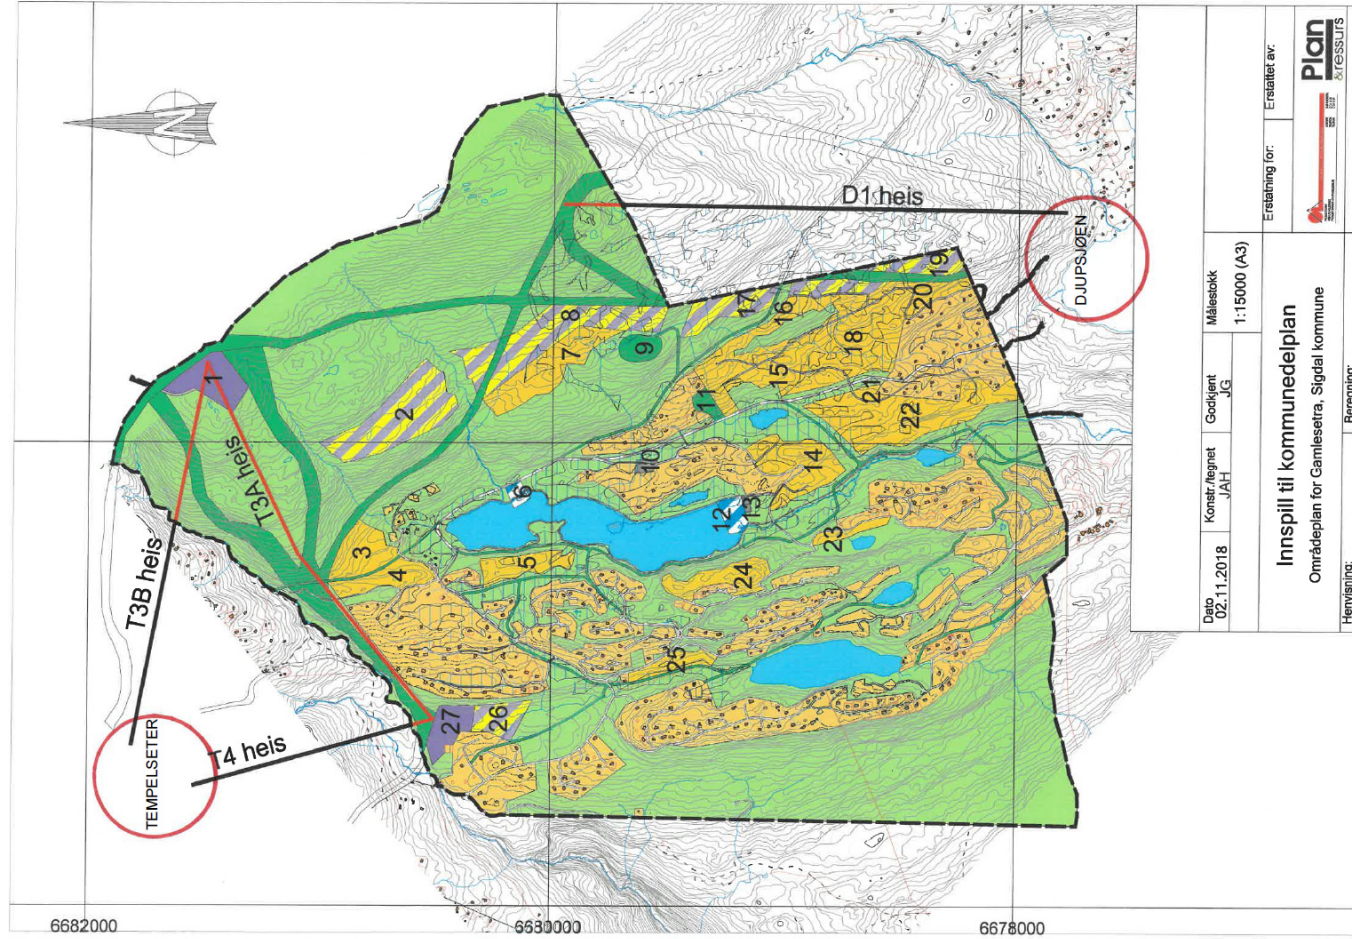 TEMPELSETER
T3B heis
T3A heis
T4 heis
D1 heis
DJUPSJØEN
N
1
2
3
4
5
6
7
8
9
10
11
12
13
14
15
16
17
18
19
20
21
22
23
24
25
26
27
6682000
6678000
Dato
02.11.2018
Konstr./tegnet
JAH
Godkjent
JG
Målestokk
1:15000 (A3)
Innspill til kommunedelplan
Områdeplan for Gamlesetra, Sigdal kommune
Erstatning for:
Erstattet av:
Plan
&ressurs
Henvisning:
Beregning: